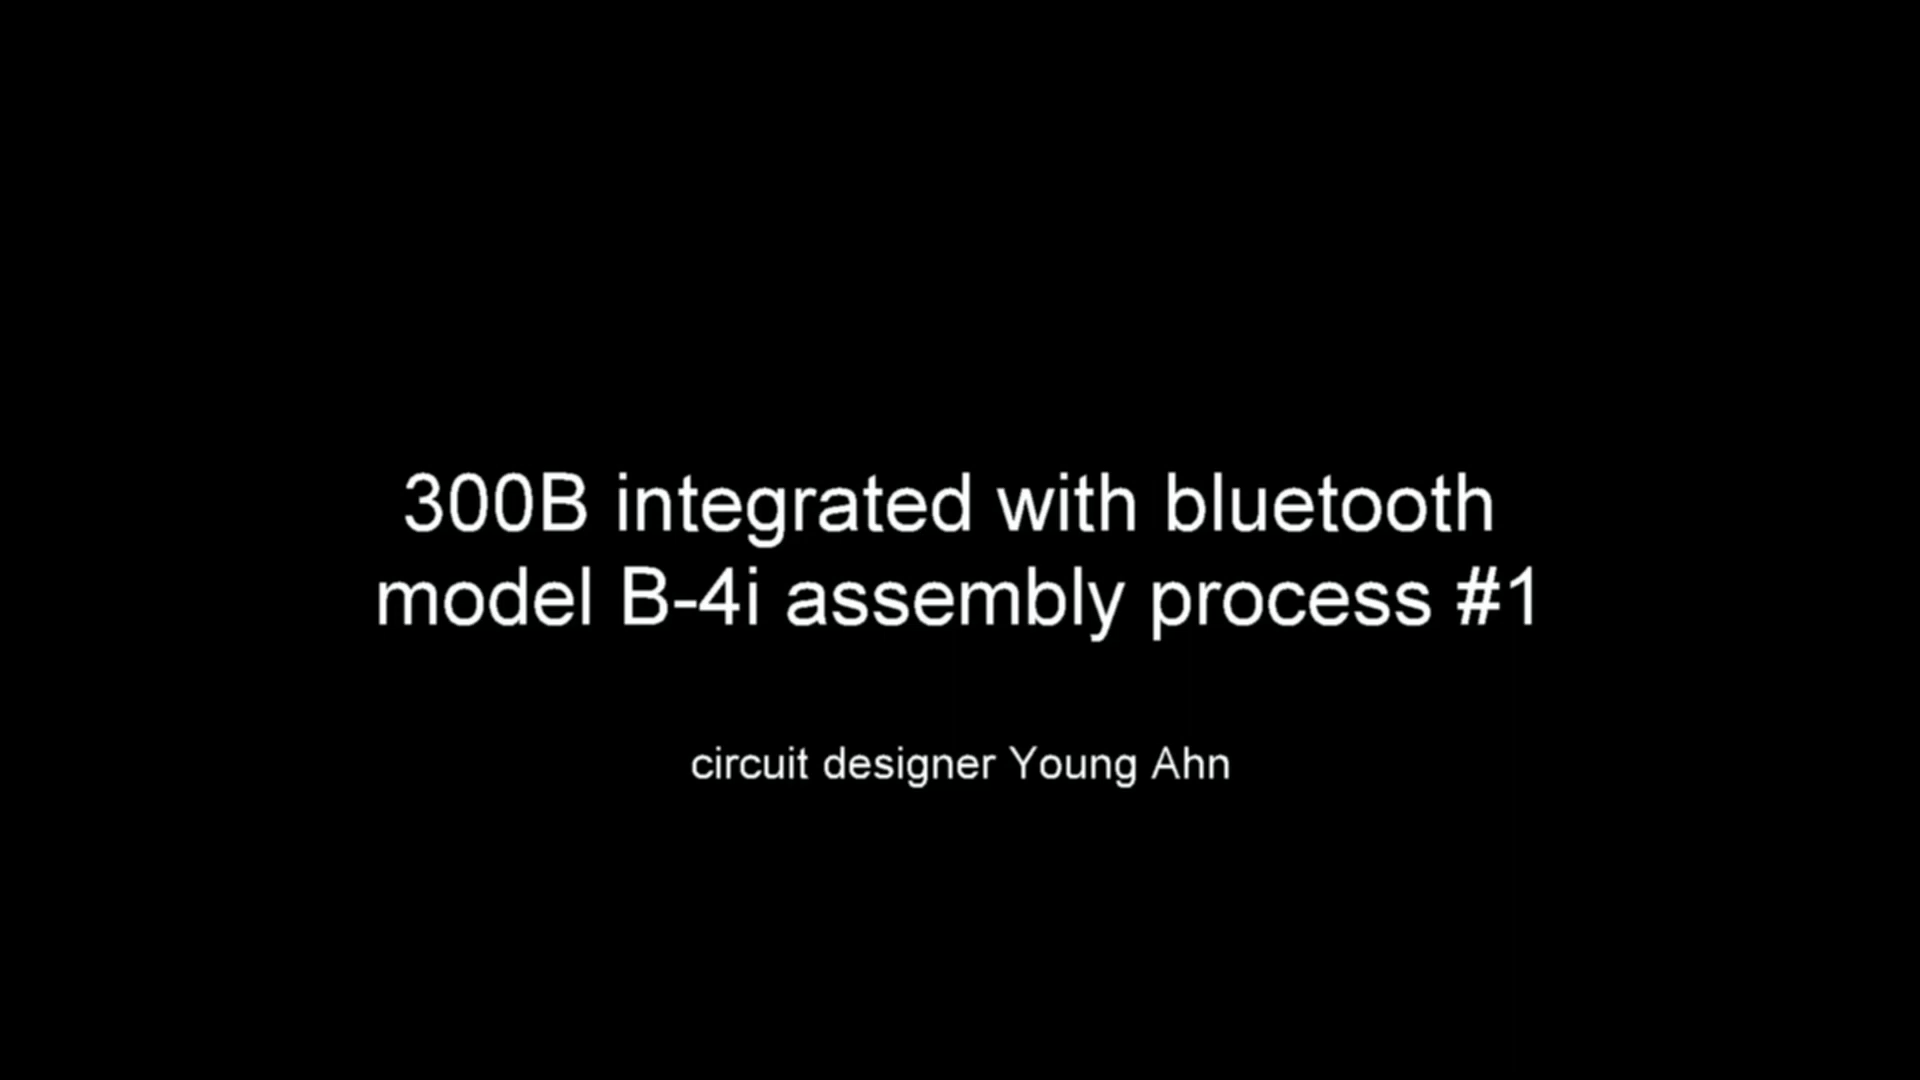 300B integrated with bluetooth
model B-4i assembly process #1
circuit designer Young Ahn